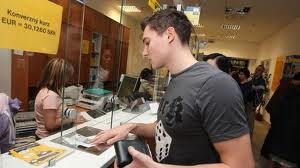 Konverzný kurz
EUR = 30,1260 SKK